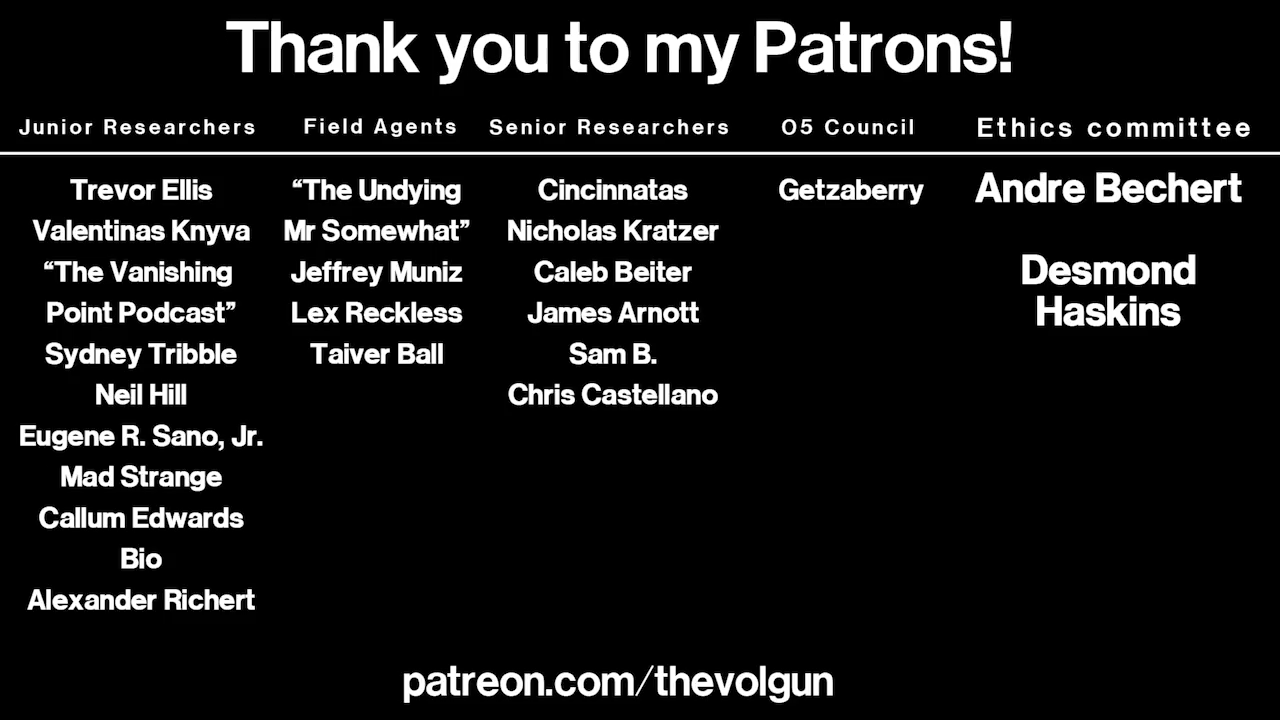 Thank you to my Patrons!
Junior Researchers
Field Agents
Senior Researchers
O5 Council
Ethics committee
Trevor Ellis
Valentinas Knyva
“The Vanishing
Point Podcast”
Sydney Tribble
Neil Hill
Eugene R. Sano, Jr.
Mad Strange
Callum Edwards
Bio
Alexander Richert
“The Undying
Mr Somewhat”
Jeffrey Muniz
Lex Reckless
Taiver Ball
Cincinnatas
Nicholas Kratzer
Caleb Beiter
James Arnott
Sam B.
Chris Castellano
Getzaberry
Andre Bechert
Desmond
Haskins
patreon.com/thevolgun